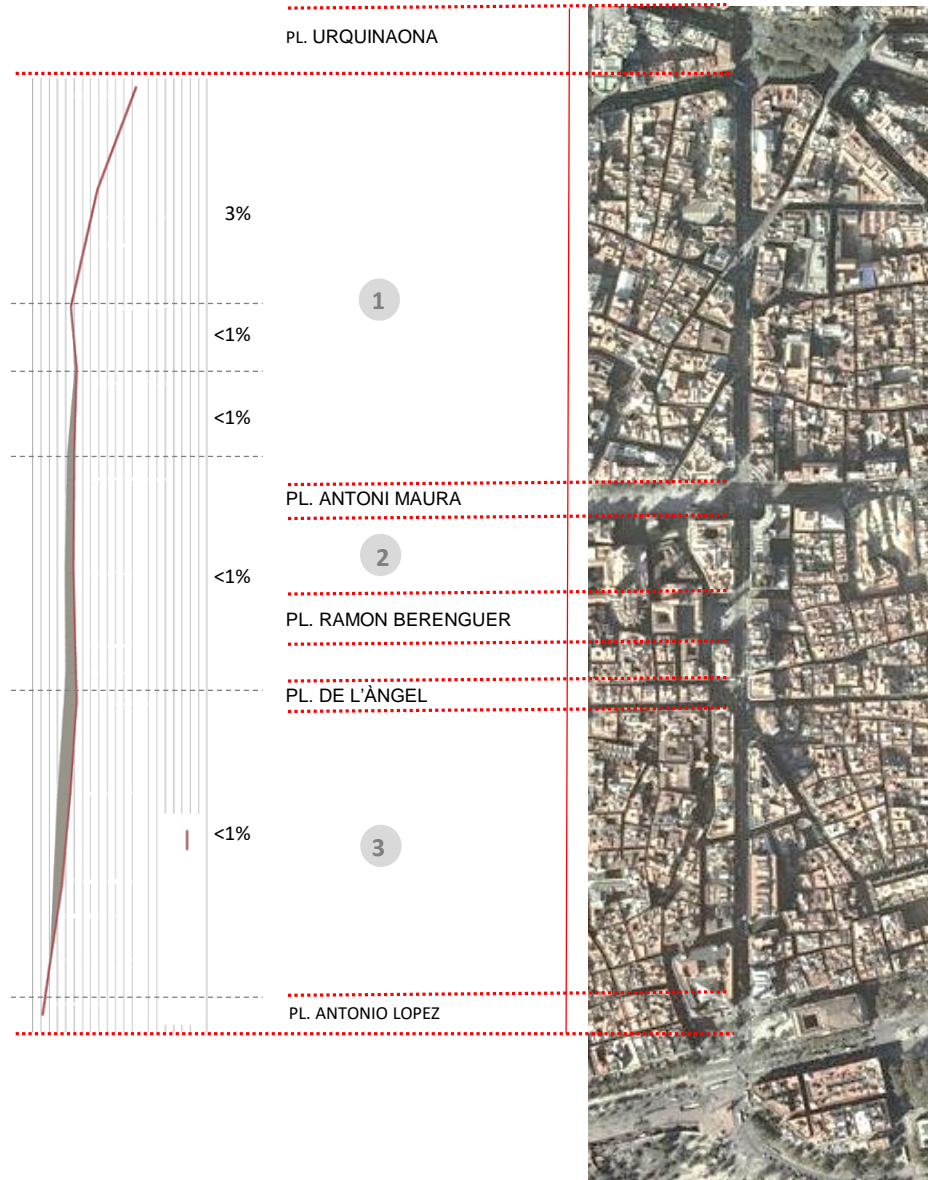 PL. URQUINAONA
3%
1
<1%
<1%
PL. ANTONI MAURA
2
<1%
PL. RAMON BERENGUER
PL. DE L'ÀNGEL
<1%
3
PL. ANTONIO LOPEZ